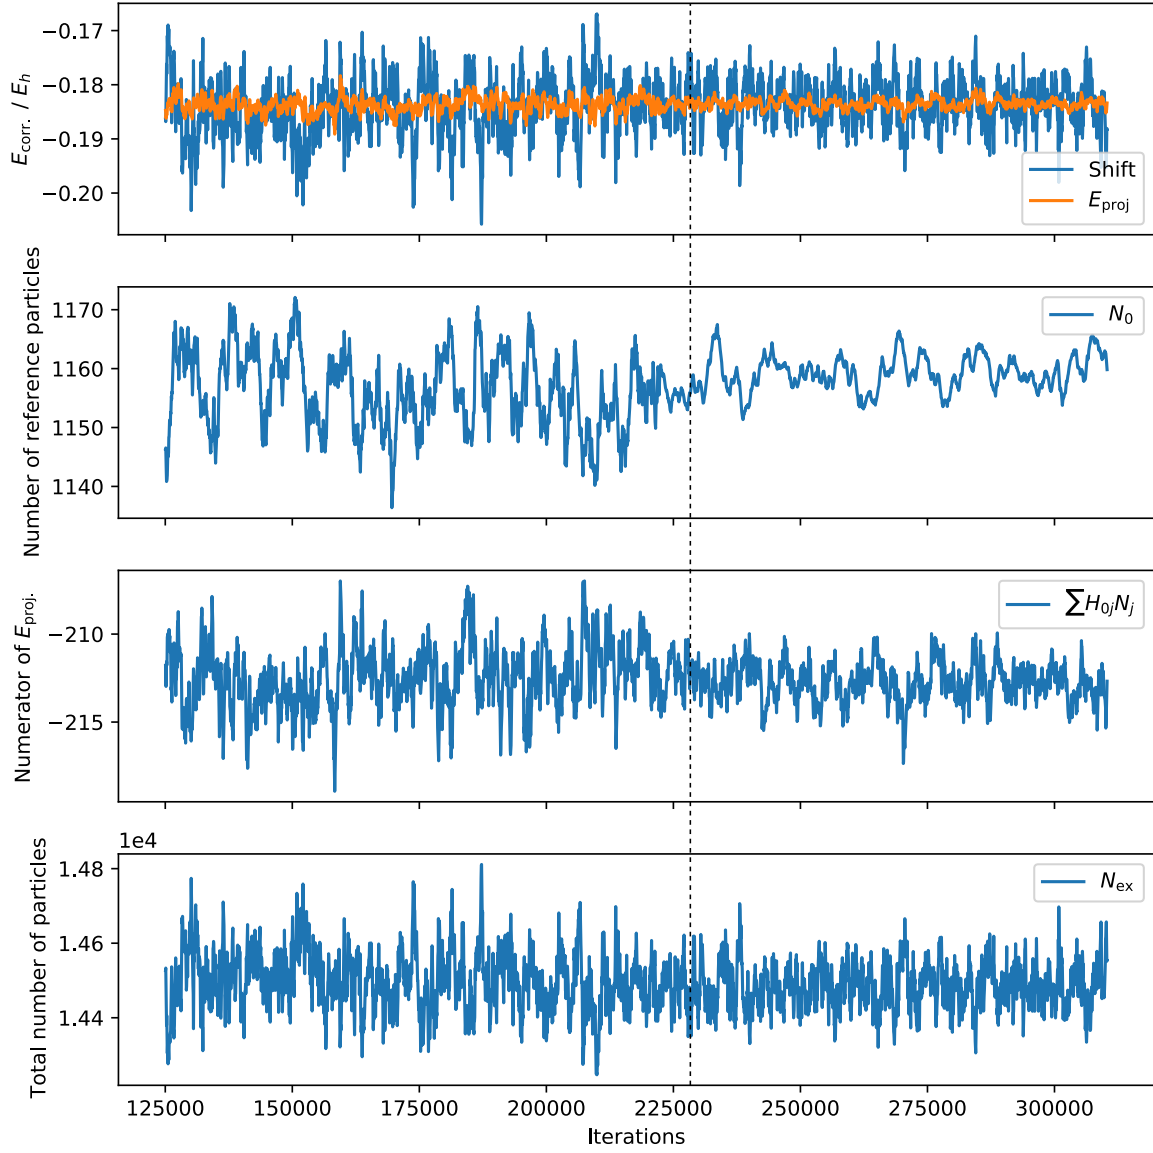 E_corr. / E_h
−0.17
−0.18
−0.19
−0.20
Shift
E_proj
Number of reference particles
1170
1160
1150
1140
N_0
Numerator of E_proj.
−210
−215
∑H_0j N_j
Total number of particles
1e4
1.48
1.46
1.44
N_ex
125000 150000 175000 200000 225000 250000 275000 300000
Iterations